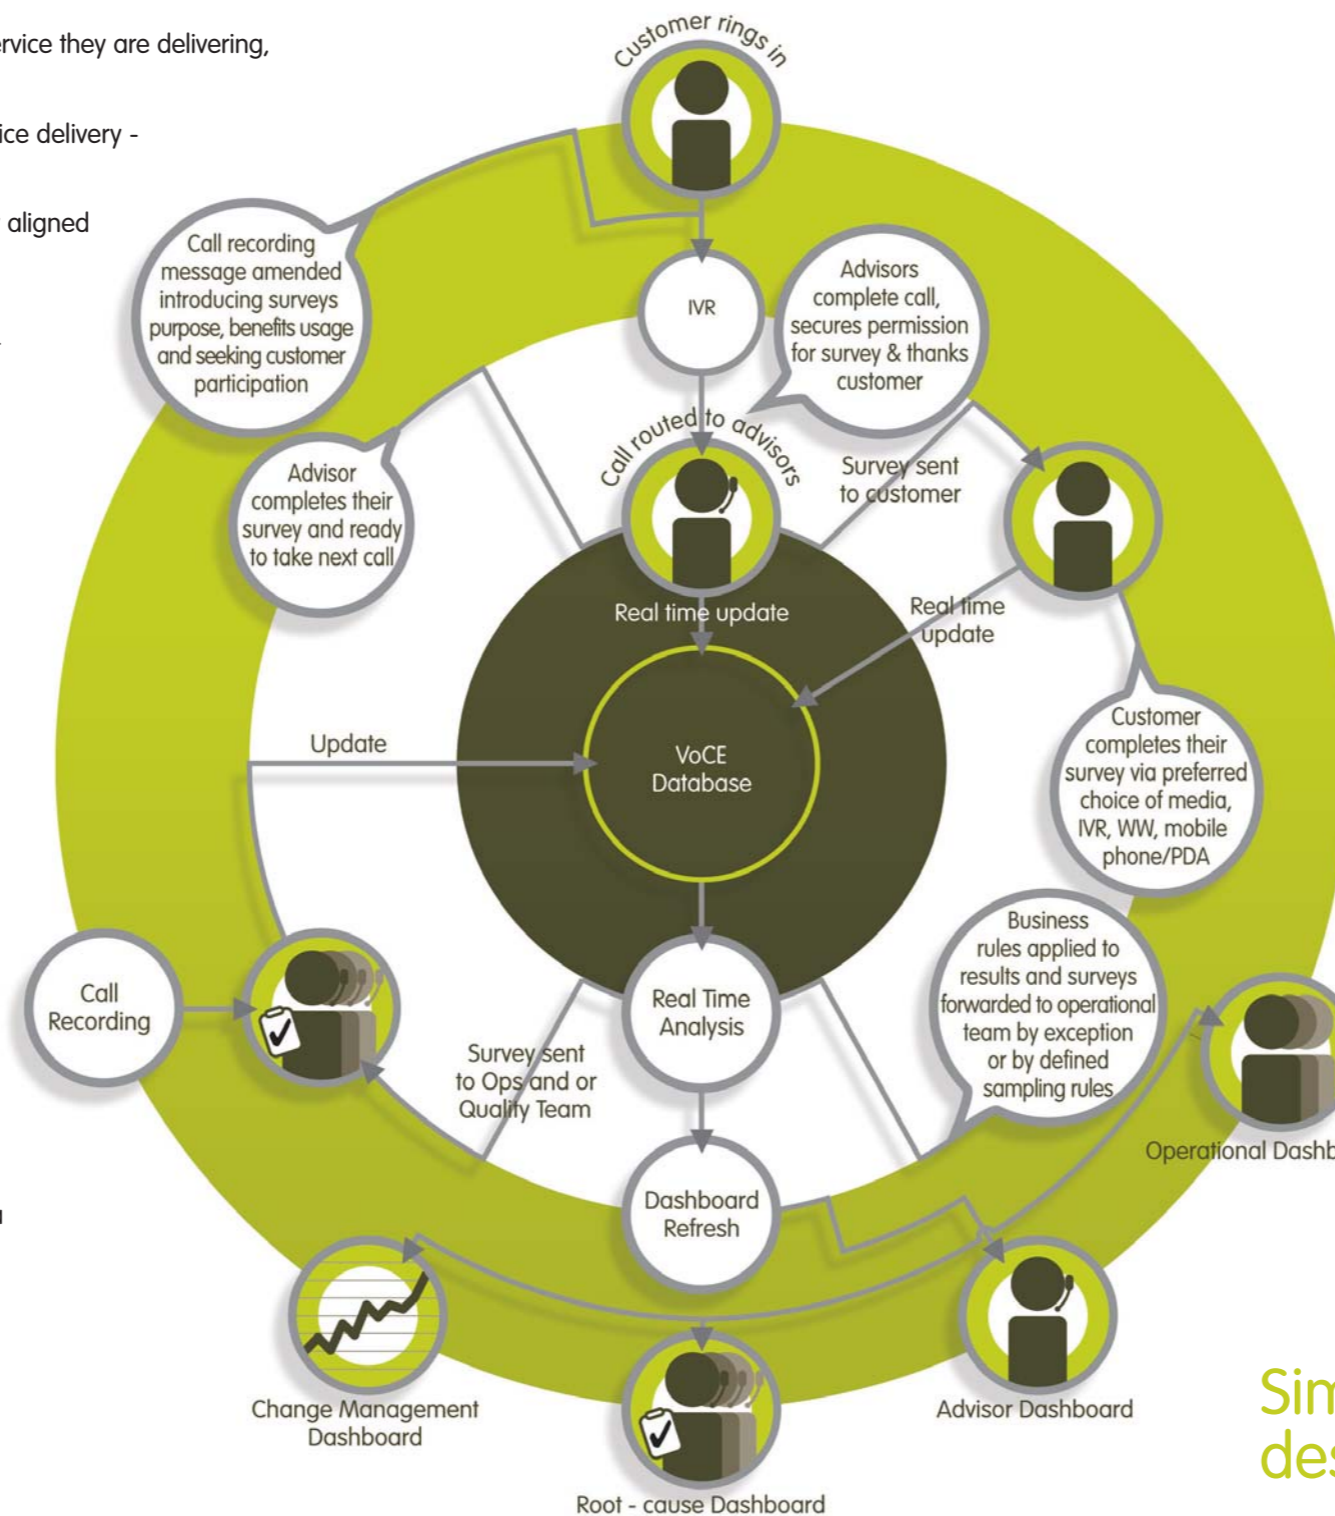 ervice they are delivering,
ice delivery -
aligned
Customer rings in
Call recording
message amended
introducing surveys
purpose, benefits usage
and seeking customer
participation
IVR
Advisors
complete call,
secures permission
for survey & thanks
customer
Call routed to advisors
Advisor
completes their
survey and ready
to take next call
Survey sent
to customer
Real time update
Real time
update
Update
VoCE
Database
Customer
completes their
survey via preferred
choice of media,
IVR, WW, mobile
phone/PDA
Business
rules applied to
results and surveys
forwarded to operational
team by exception
or by defined
sampling rules
Call
Recording
Real Time
Analysis
Survey sent
to Ops and or
Quality Team
Operational Dashb
Dashboard
Refresh
Change Management
Dashboard
Advisor Dashboard
Root - cause Dashboard
Sim
des